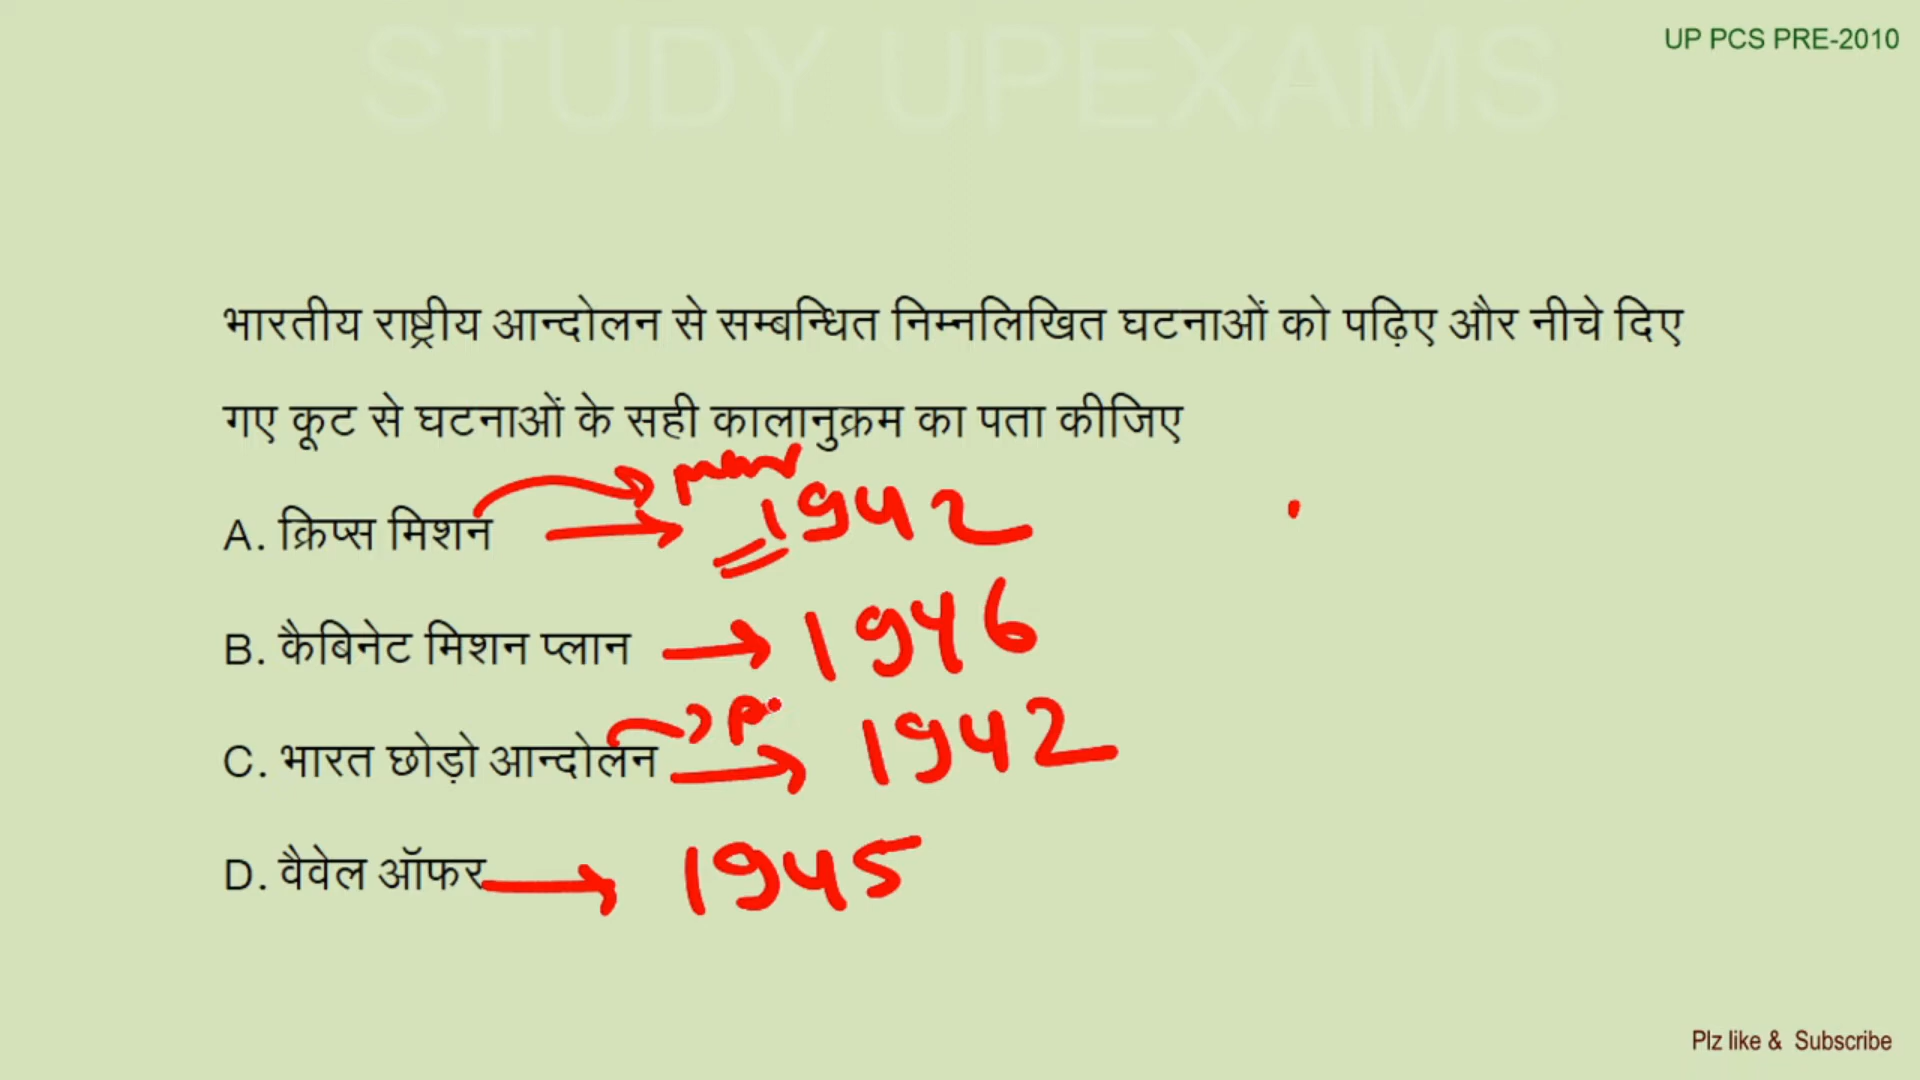 STUDY UPEXAMS
UP PCS PRE-2010
भारतीय राष्ट्रीय आन्दोलन से सम्बन्धित निम्नलिखित घटनाओं को पढ़िए और नीचे दिए
गए कूट से घटनाओं के सही कालानुक्रम का पता कीजिए
A. क्रिप्स मिशन 1942
B. कैबिनेट मिशन प्लान 1946
C. भारत छोड़ो आन्दोलन 1942
D. वैवेल ऑफर 1945
Plz like & Subscribe